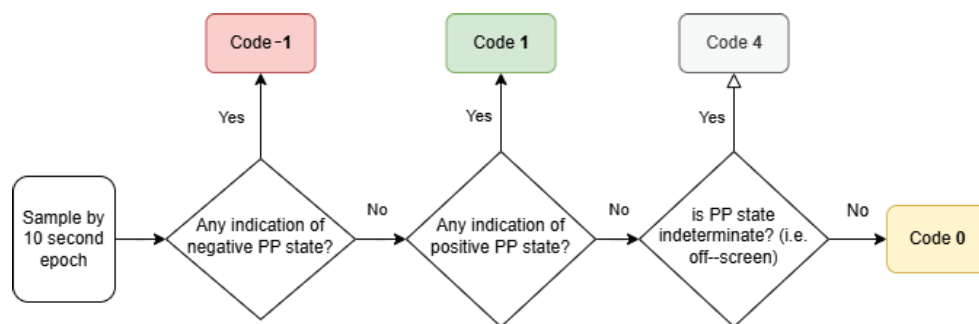 Code -1
Code 1
Code 4
Yes
Yes
Yes
Sample by
10 second
epoch
Any indication of
negative PP state?
No
Any indication of
positive PP state?
No
is PP state
indeterminate? (i.e.
off--screen)
No
Code 0